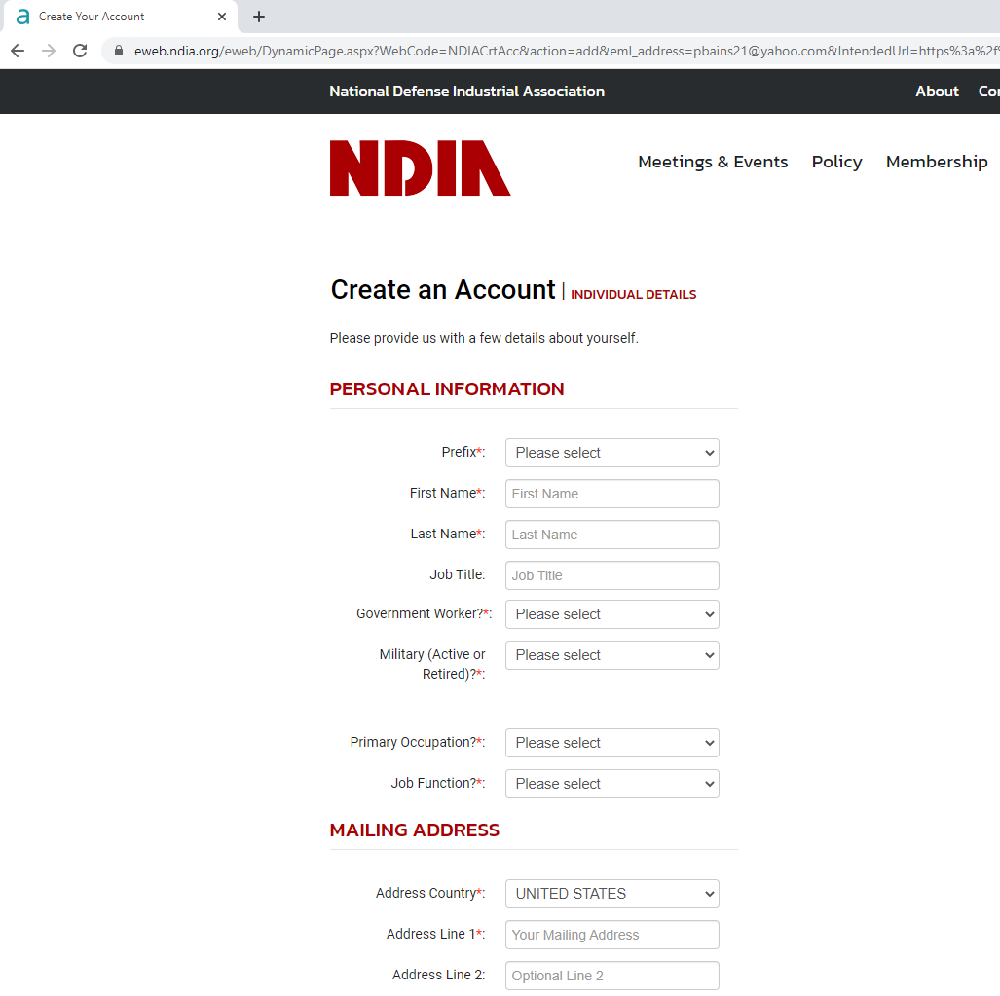 Create Your Account
eweb.ndia.org/eweb/DynamicPage.aspx?WebCode=NDIACrtAcc&action=add&eml_address=pbains21@yahoo.com&IntendedUrl=https%3a%2f%
National Defense Industrial Association About Con
NDIA Meetings & Events Policy Membership
Create an Account | INDIVIDUAL DETAILS
Please provide us with a few details about yourself.
PERSONAL INFORMATION
Prefix*: Please select
First Name*: First Name
Last Name*: Last Name
Job Title: Job Title
Government Worker?*: Please select
Military (Active or Please select
Retired)?*:
Primary Occupation?*: Please select
Job Function?*: Please select
MAILING ADDRESS
Address Country*: UNITED STATES
Address Line 1*: Your Mailing Address
Address Line 2: Optional Line 2